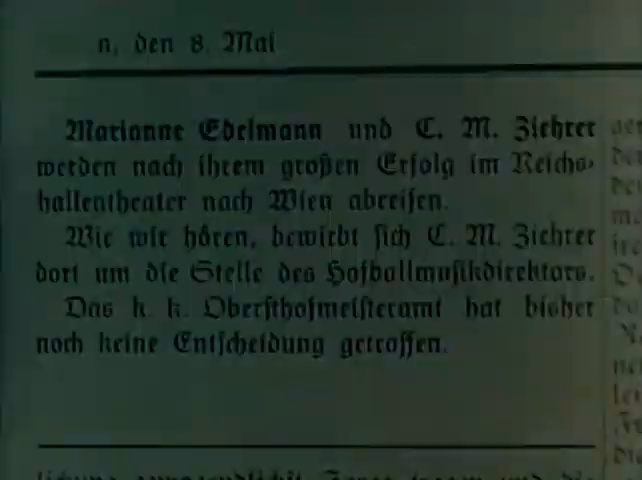 n, den 8. Mai
Marianne Edelmann und C. M. Ziehrer
werden nach ihrem großen Erfolg im Reichs-
hallentheater nach Wien abreisen.
Wie wir hören, bewirbt sich C. M. Ziehrer
dort um die Stelle des Hofballmusikdirektors.
Das k. k. Obersthofmeisteramt hat bisher
noch keine Entscheidung getroffen.